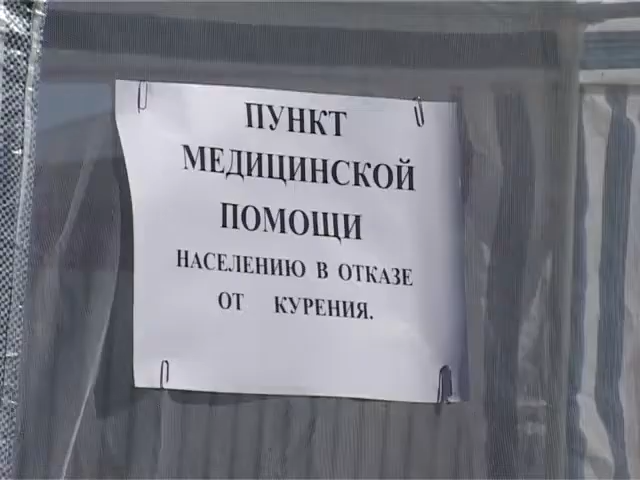 ПУНКТ
МЕДИЦИНСКОЙ
ПОМОЩИ
НАСЕЛЕНИЮ В ОТКАЗЕ
ОТ КУРЕНИЯ.